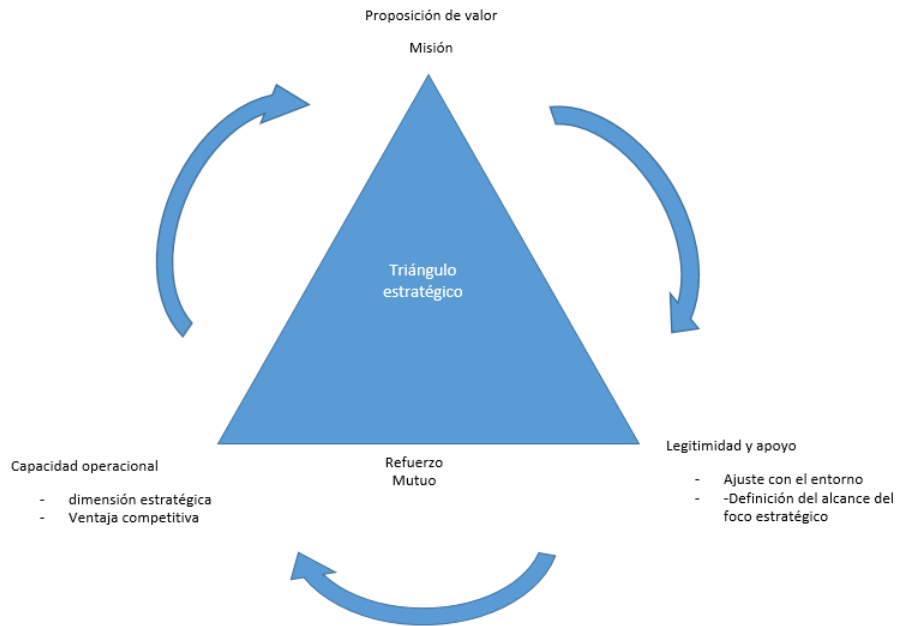 Proposición de valor
Misión
Triángulo
estratégico
Capacidad operacional
- dimensión estratégica
- Ventaja competitiva
Refuerzo
Mutuo
Legitimidad y apoyo
- Ajuste con el entorno
- -Definición del alcance del
foco estratégico